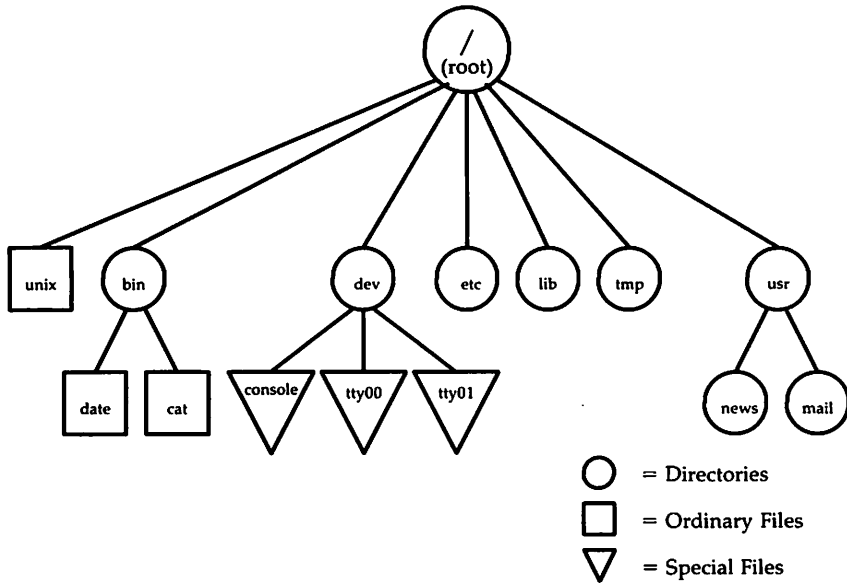 /
(root)
unix
bin
dev
etc
lib
tmp
usr
date
cat
console
tty00
tty01
news
mail
= Directories
= Ordinary Files
= Special Files